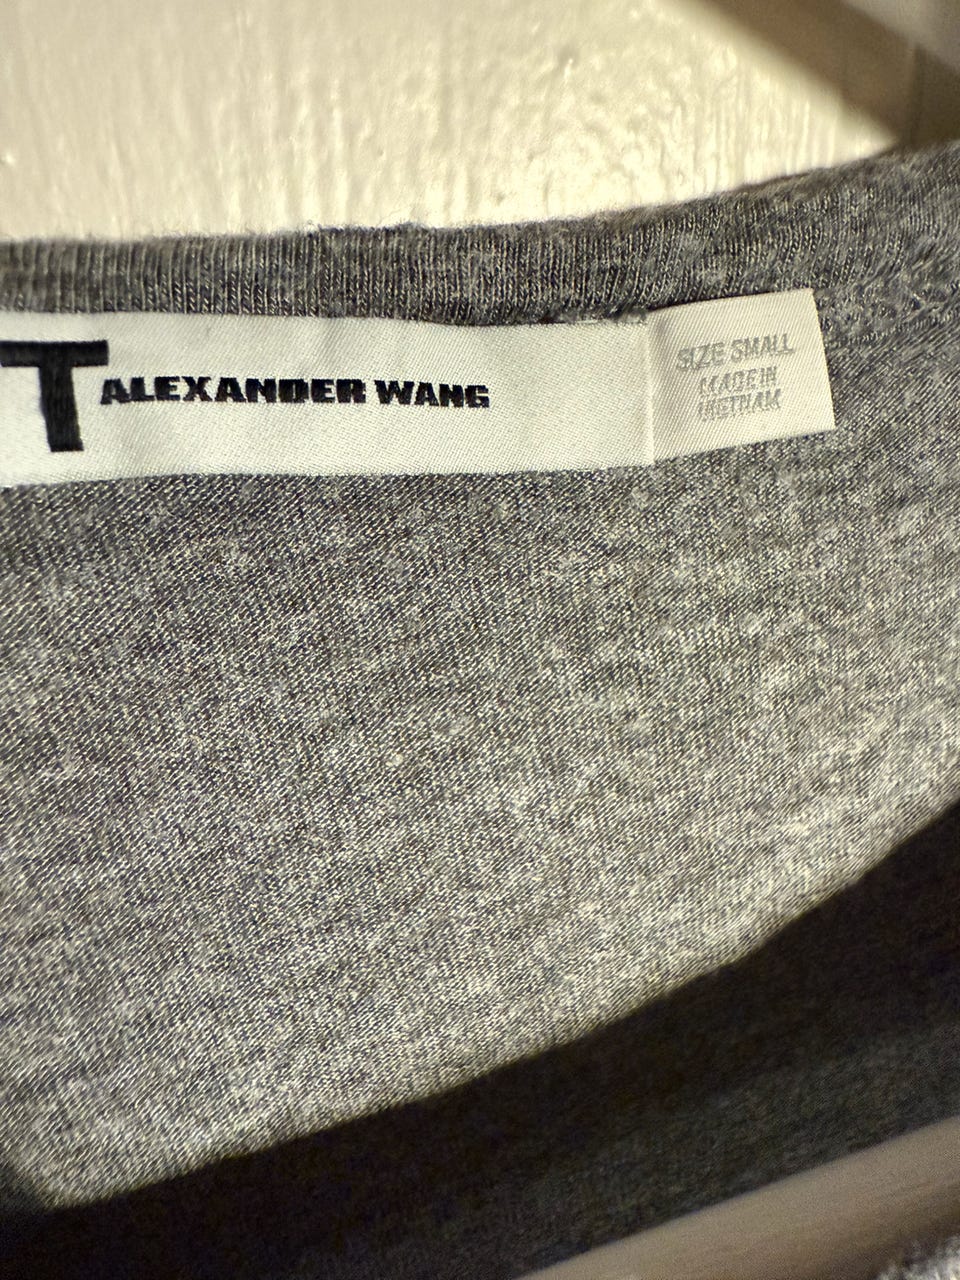 T ALEXANDER WANG
SIZE SMALL
MADE IN
VIETNAM